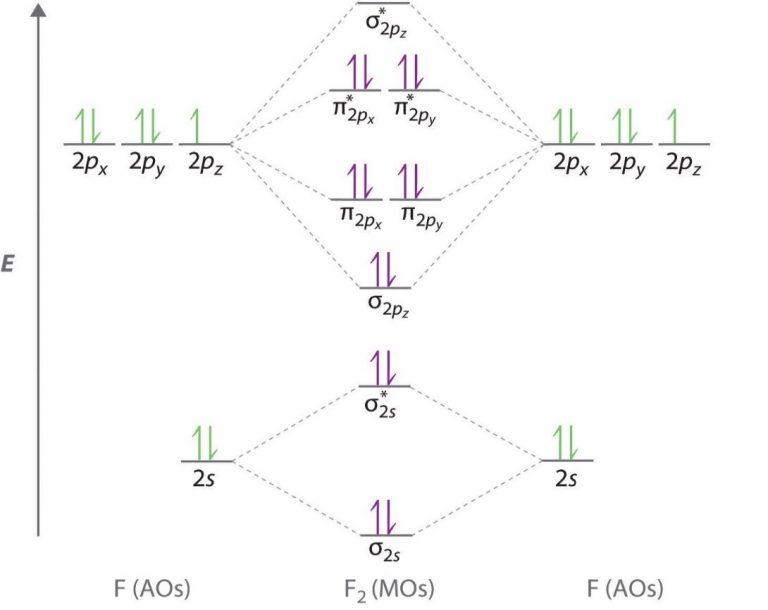 σ*2pz
π*2px π*2py
2px 2py 2pz 2px 2py 2pz
π2px π2py
E
σ2pz
σ*2s
2s 2s
σ2s
F (AOs) F2 (MOs) F (AOs)